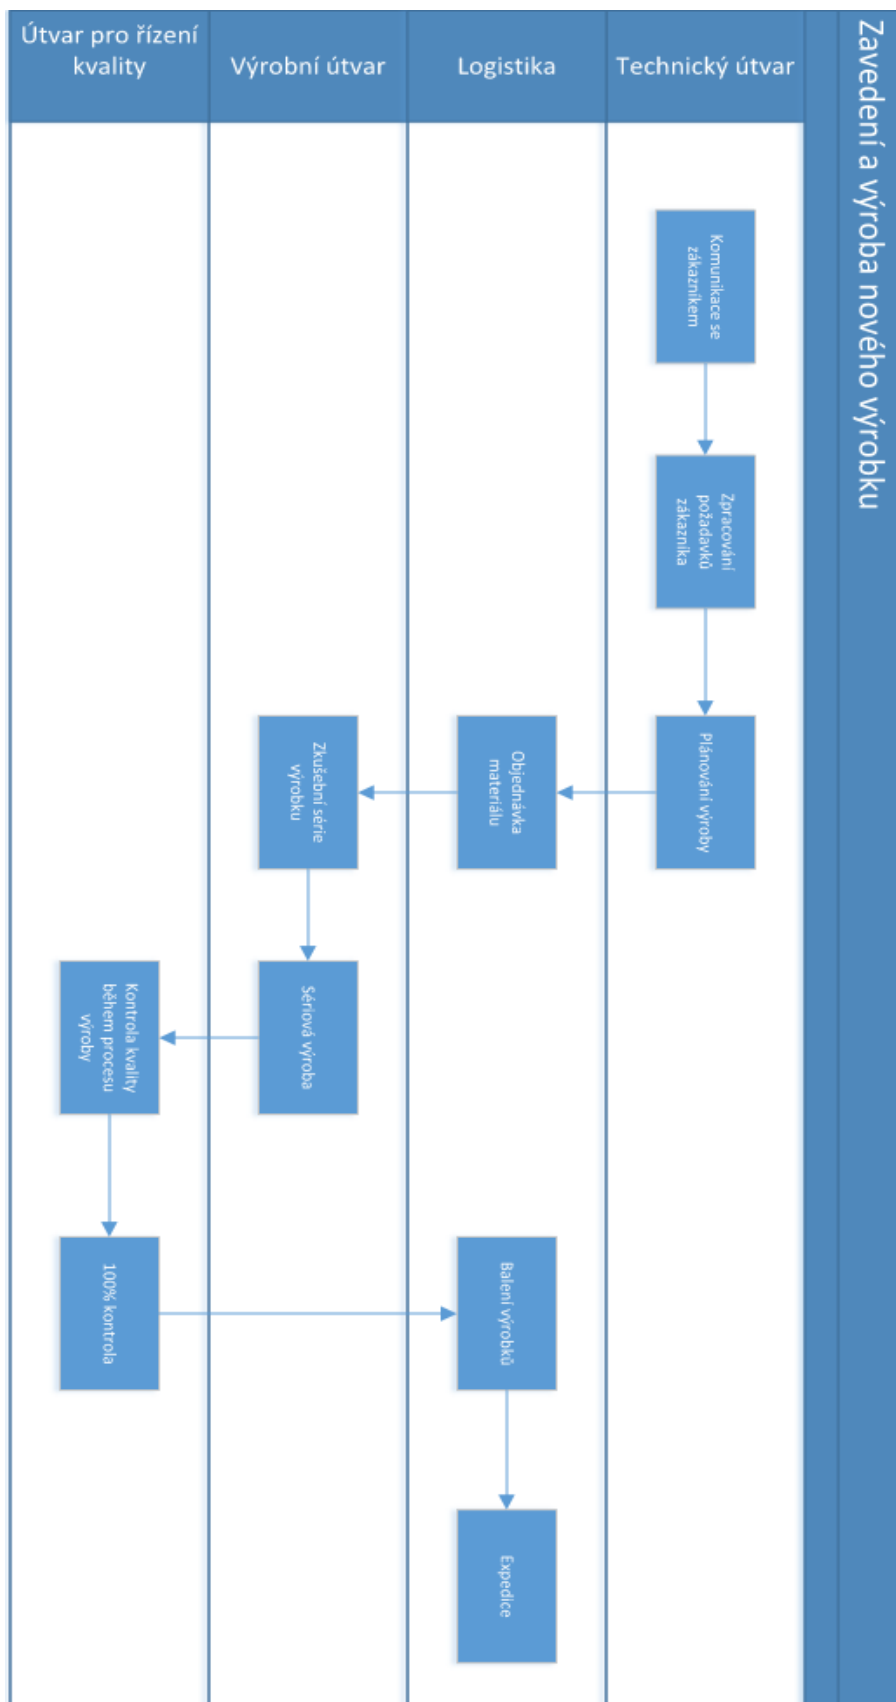 Zavedení a výroba nového výrobku
Technický útvar
Logistika
Výrobní útvar
Útvar pro řízení
kvality
Komunikace se
zákazníkem
Zpracování
požadavků
zákazníka
Plánování výroby
Objednávka
materiálu
Zkušební série
výrobku
Sériová výroba
Kontrola kvality
během procesu
výroby
100% kontrola
Balení výrobků
Expedice